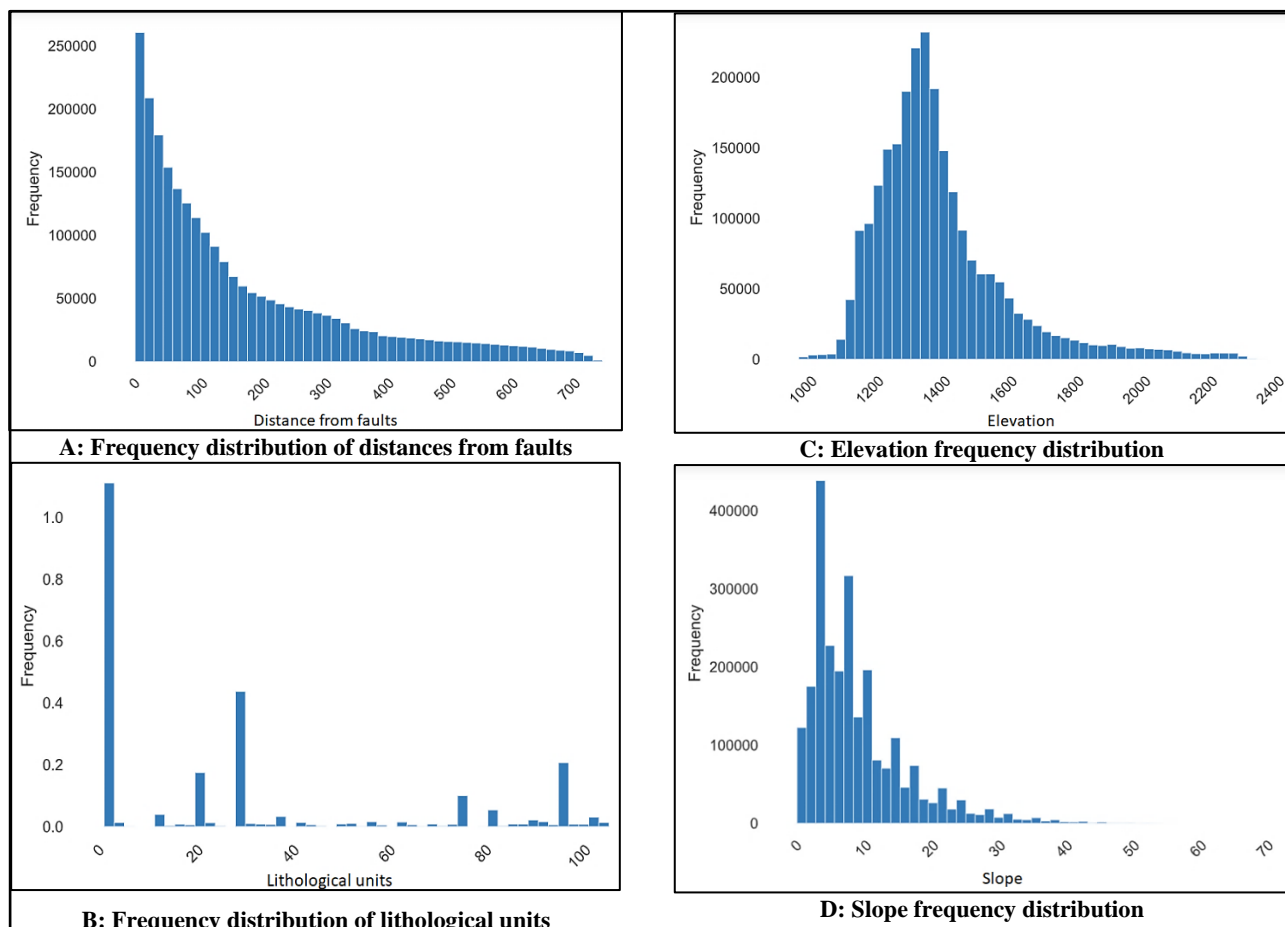 250000
200000
150000
100000
50000
0
Frequency
0 100 200 300 400 500 600 700
Distance from faults
A: Frequency distribution of distances from faults
200000
150000
100000
50000
0
Frequency
1000 1200 1400 1600 1800 2000 2200 2400
Elevation
C: Elevation frequency distribution
1.0
0.8
0.6
0.4
0.2
0.0
Frequency
0 20 40 60 80 100
Lithological units
B: Frequency distribution of lithological units
400000
300000
200000
100000
0
Frequency
0 10 20 30 40 50 60 70
Slope
D: Slope frequency distribution